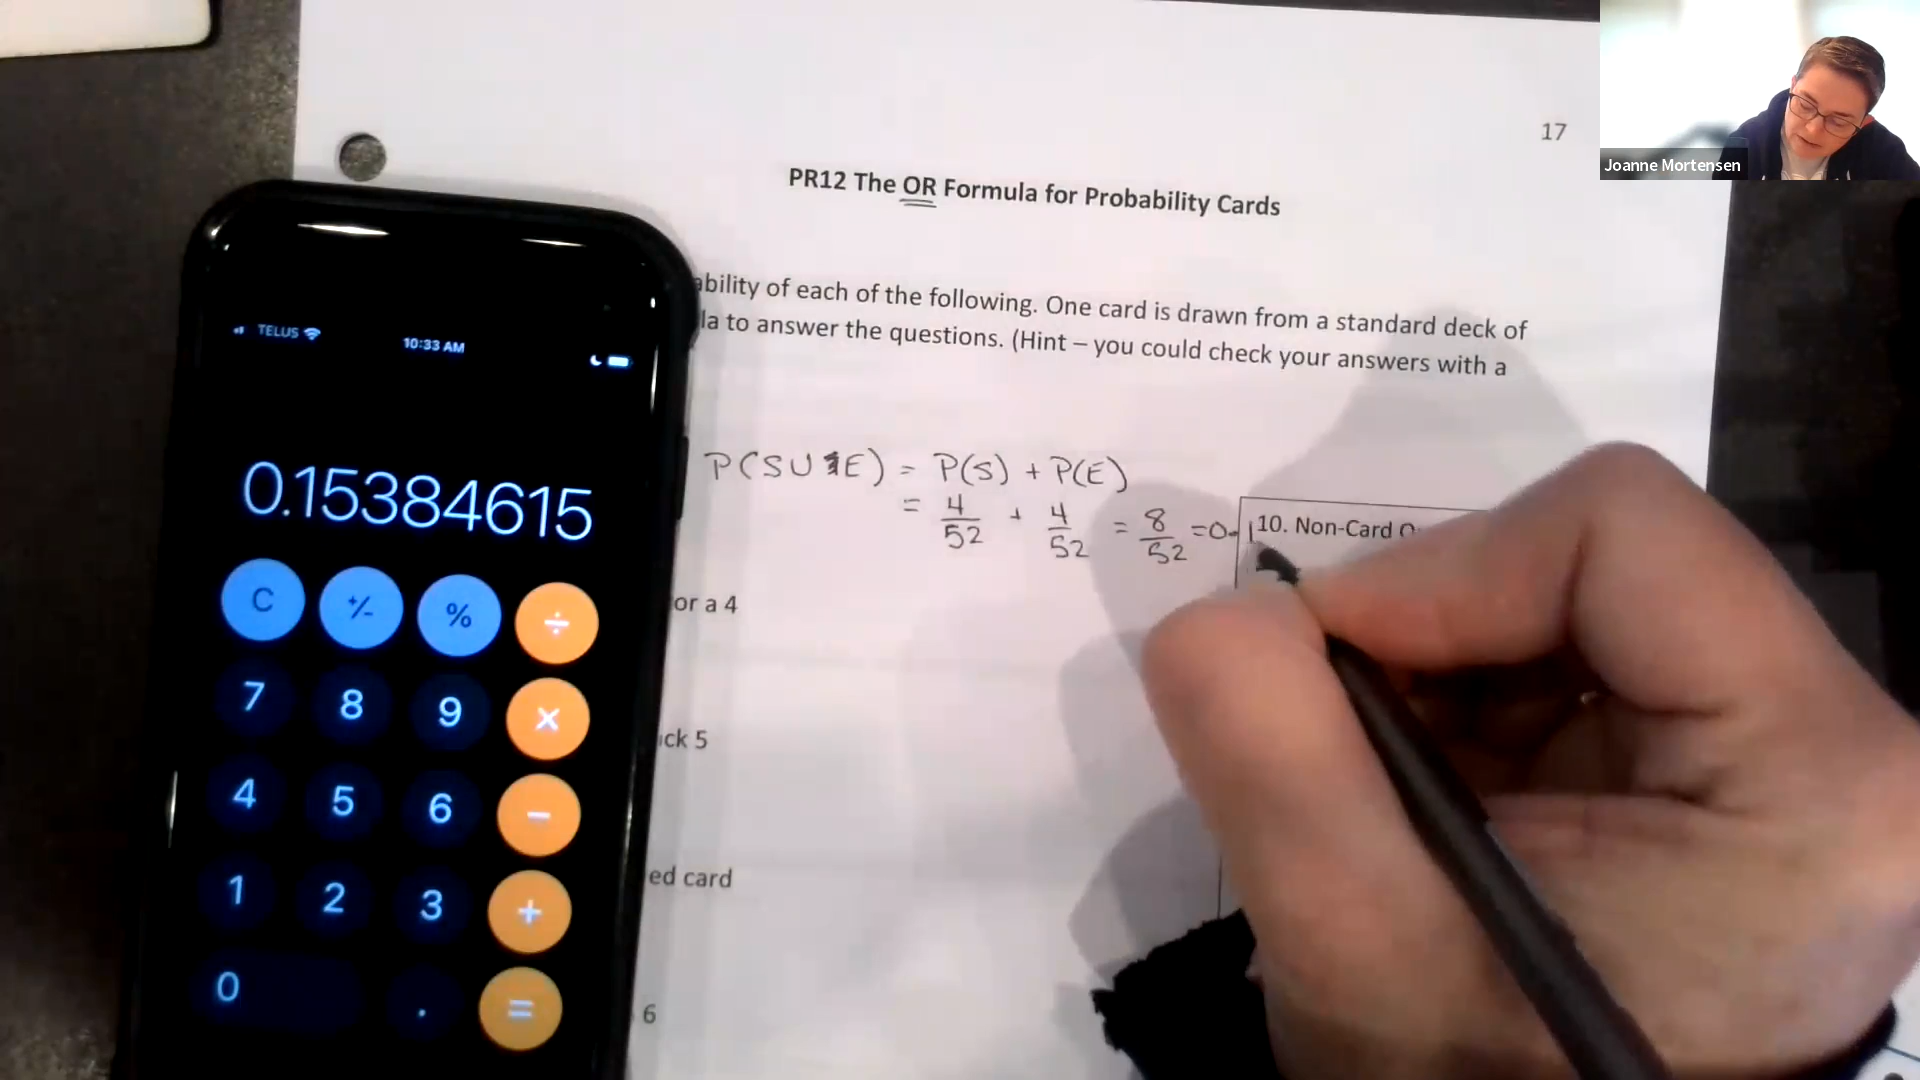 17
Joanne Mortensen
PR12 The OR Formula for Probability Cards
TELUS
10:33 AM
ability of each of the following. One card is drawn from a standard deck of
la to answer the questions. (Hint – you could check your answers with a
0.15384615
P(SUE) = P(S) + P(E)
= 4/52 + 4/52 = 8/52 = 0.1
10. Non-Card
or a 4
ick 5
ed card
6
C +/- % ÷
7 8 9 ×
4 5 6 −
1 2 3 +
0 . =